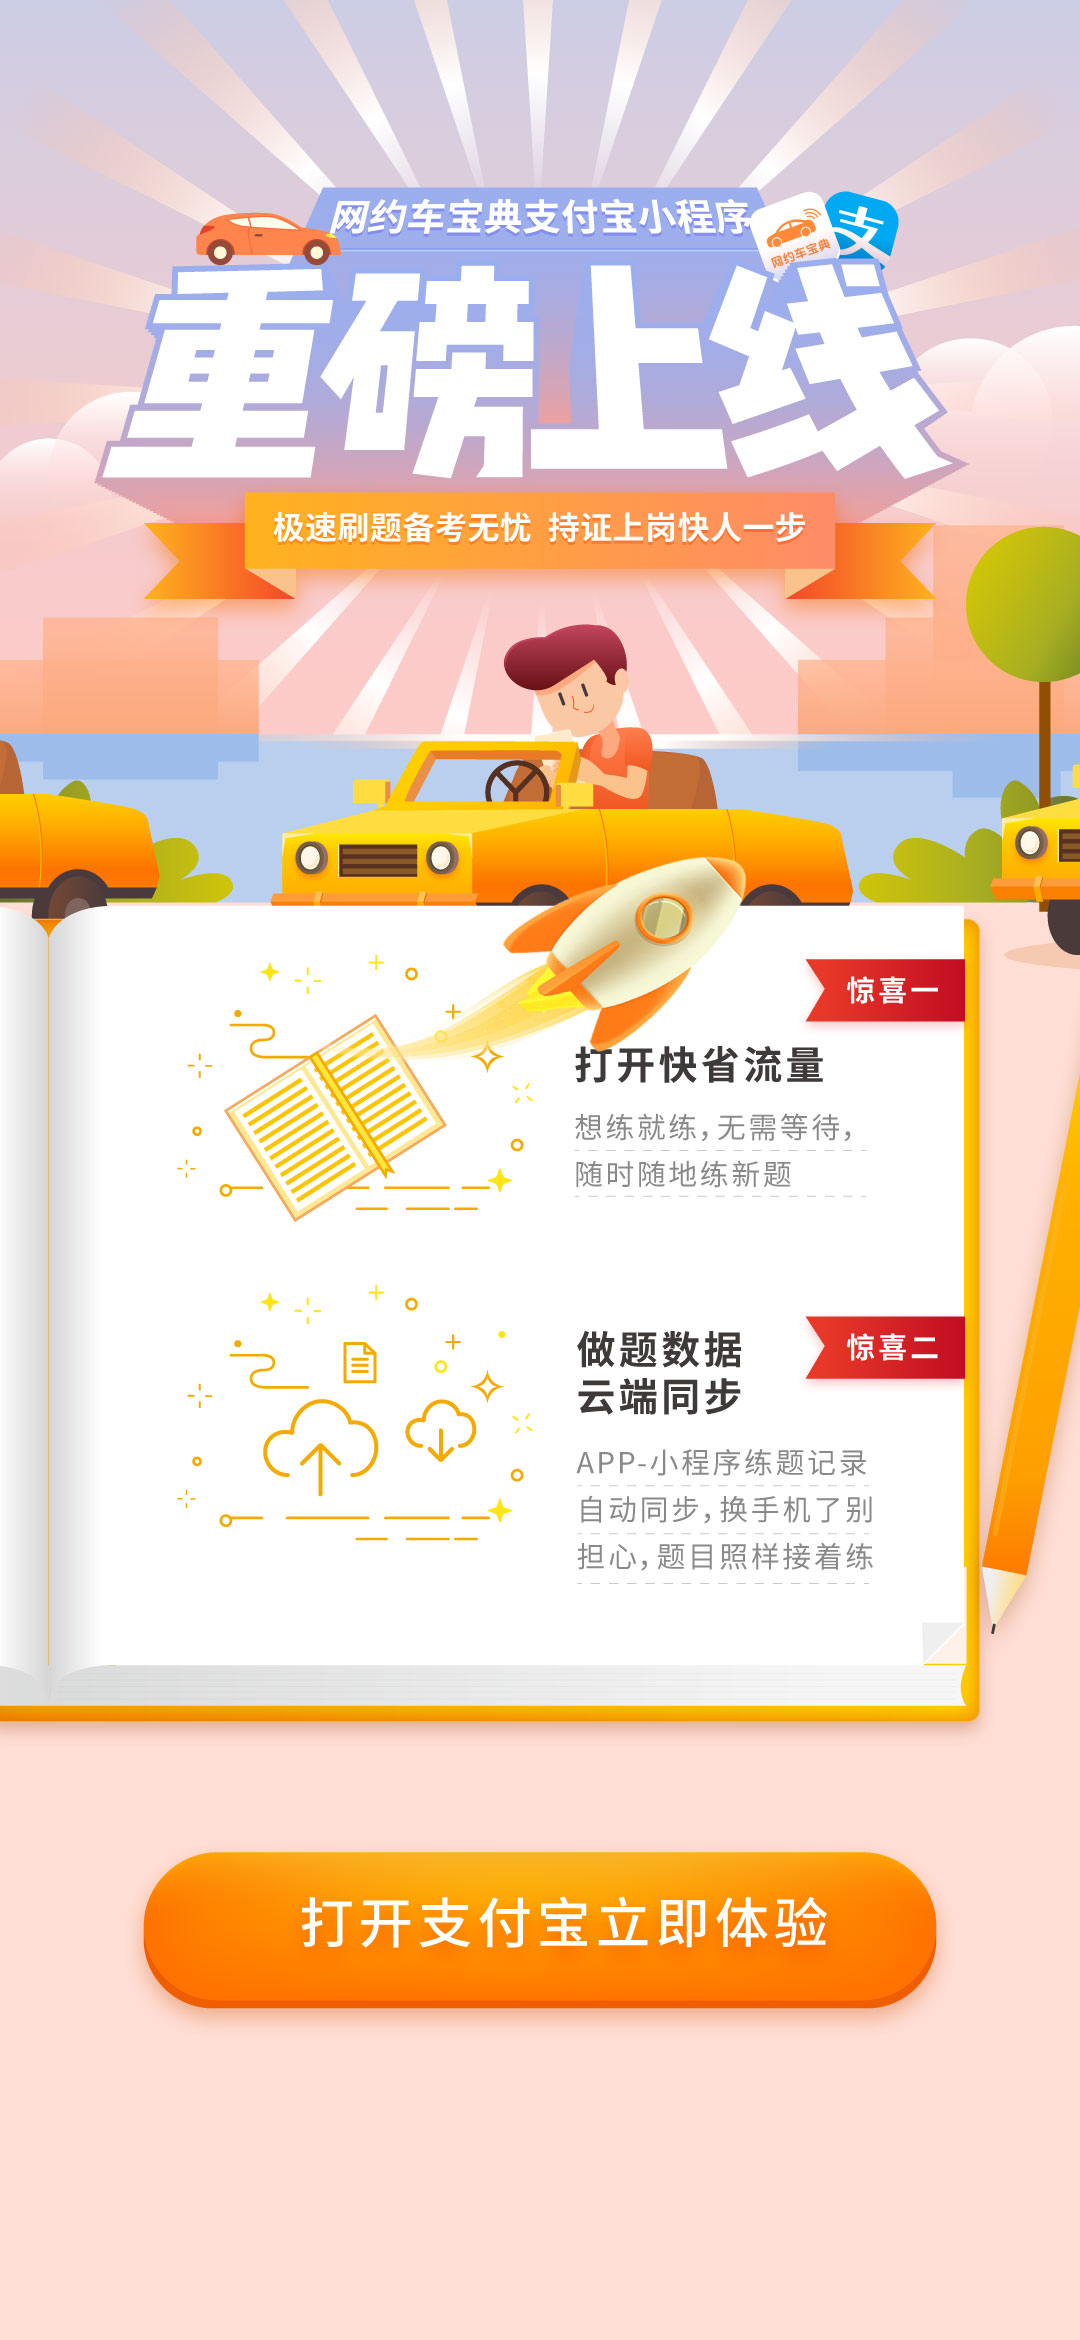 网约车宝典支付宝小程序
网约车宝典
支
重磅上线
极速刷题备考无忧 持证上岗快人一步
惊喜一
打开快省流量
想练就练，无需等待，
随时随地练新题
惊喜二
做题数据
云端同步
APP-小程序练题记录
自动同步，换手机了别
担心，题目照样接着练
打开支付宝立即体验